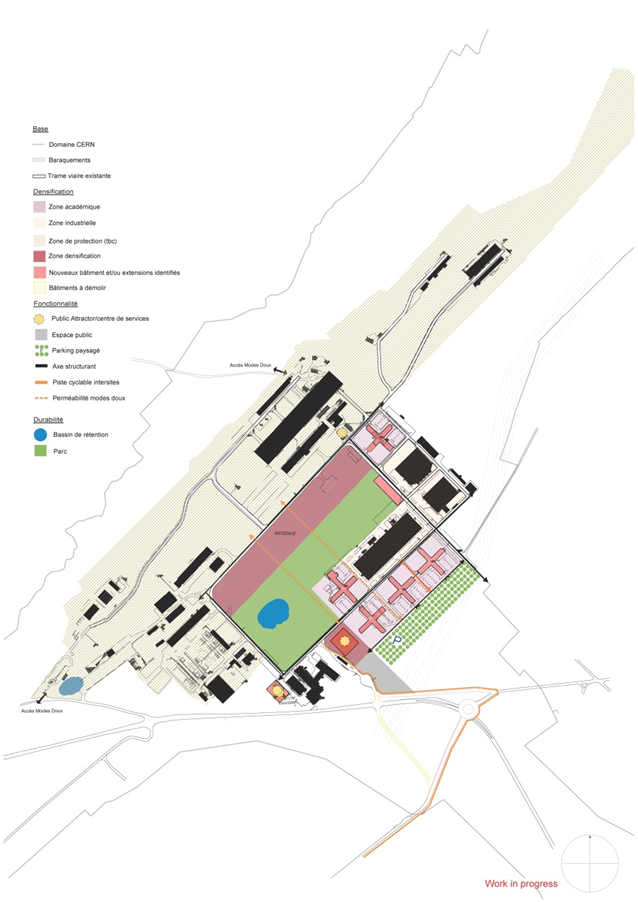 Base
Domaine CERN
Baraquements
Trame viaire existante
Densification
Zone académique
Zone industrielle
Zone de protection (tbc)
Zone densification
Nouveaux bâtiment et/ou extensions identifiés
Bâtiments à démolir
Fonctionnalité
Public Attractor/centre de services
Espace public
Parking paysagé
Axe structurant
Piste cyclable intersites
Perméabilité modes doux
Durabilité
Bassin de rétention
Parc
Accès Modes Doux
46'000m2
P
Accès Modes Doux
Work in progress